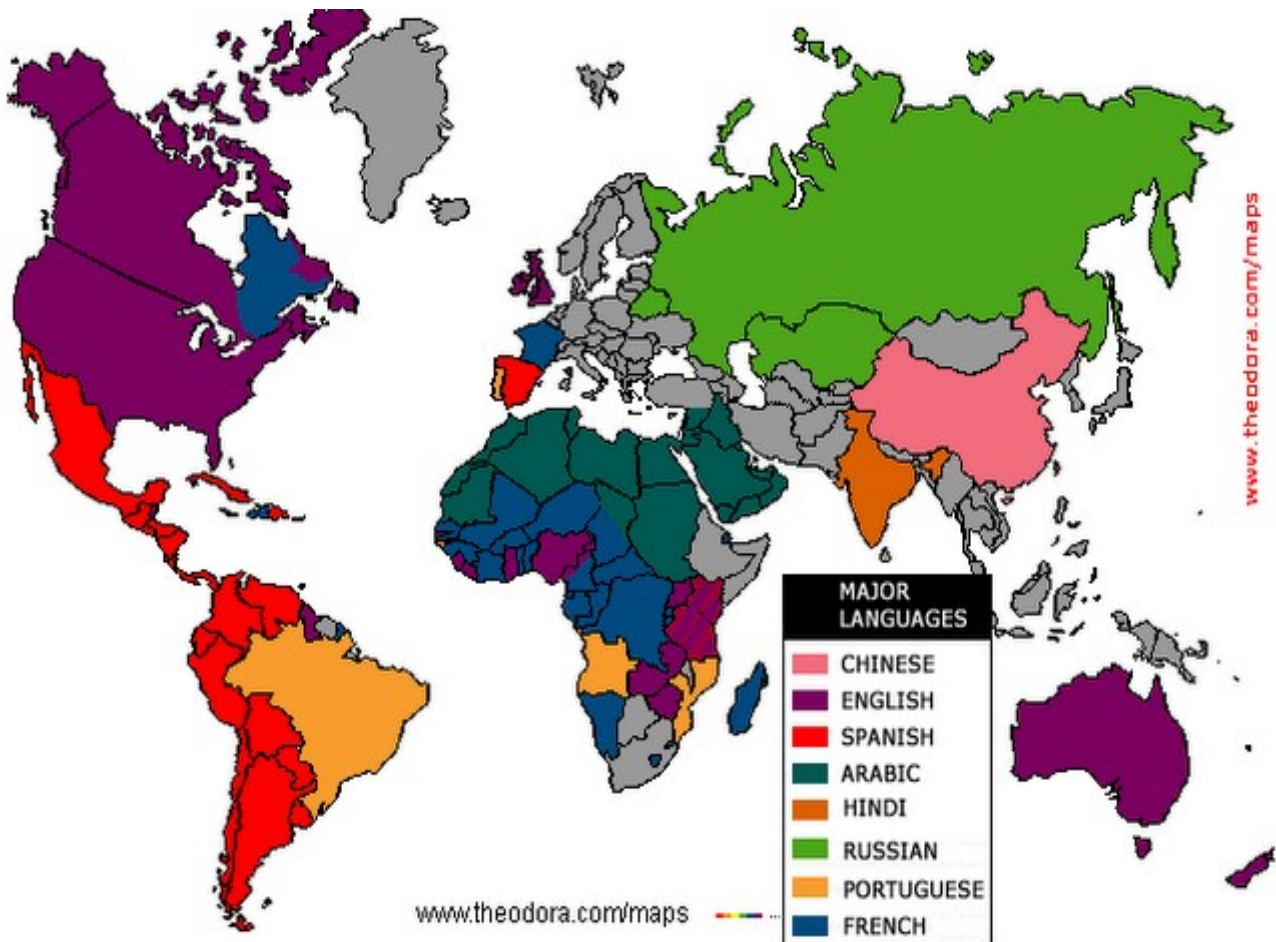 www.theodora.com/maps
MAJOR
LANGUAGES
CHINESE
ENGLISH
SPANISH
ARABIC
HINDI
RUSSIAN
PORTUGUESE
FRENCH
www.theodora.com/maps